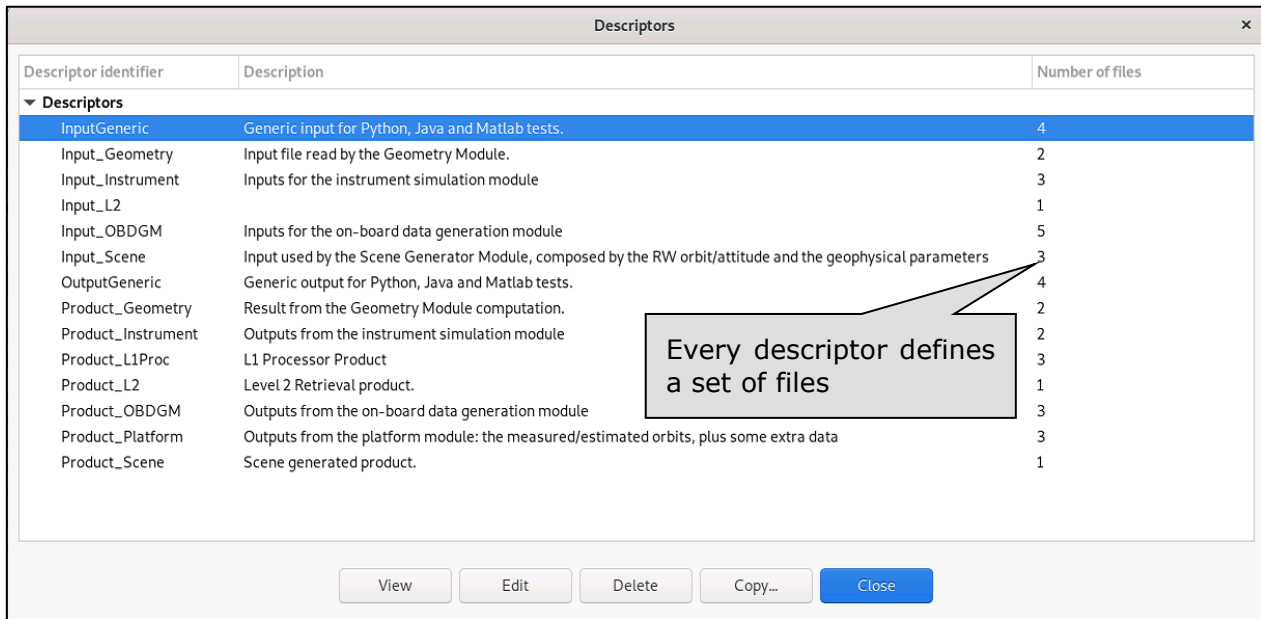 Descriptors ×
Descriptor identifier Description Number of files
Descriptors
InputGeneric Generic input for Python, Java and Matlab tests. 4
Input_Geometry Input file read by the Geometry Module. 2
Input_Instrument Inputs for the instrument simulation module 3
Input_L2 1
Input_OBDGM Inputs for the on-board data generation module 5
Input_Scene Input used by the Scene Generator Module, composed by the RW orbit/attitude and the geophysical parameters 3
OutputGeneric Generic output for Python, Java and Matlab tests. 4
Product_Geometry Result from the Geometry Module computation. 2
Product_Instrument Outputs from the instrument simulation module 2
Product_L1Proc L1 Processor Product 3
Product_L2 Level 2 Retrieval product. 1
Product_OBDGM Outputs from the on-board data generation module 3
Product_Platform Outputs from the platform module: the measured/estimated orbits, plus some extra data 3
Product_Scene Scene generated product. 1
Every descriptor defines
a set of files
View Edit Delete Copy... Close